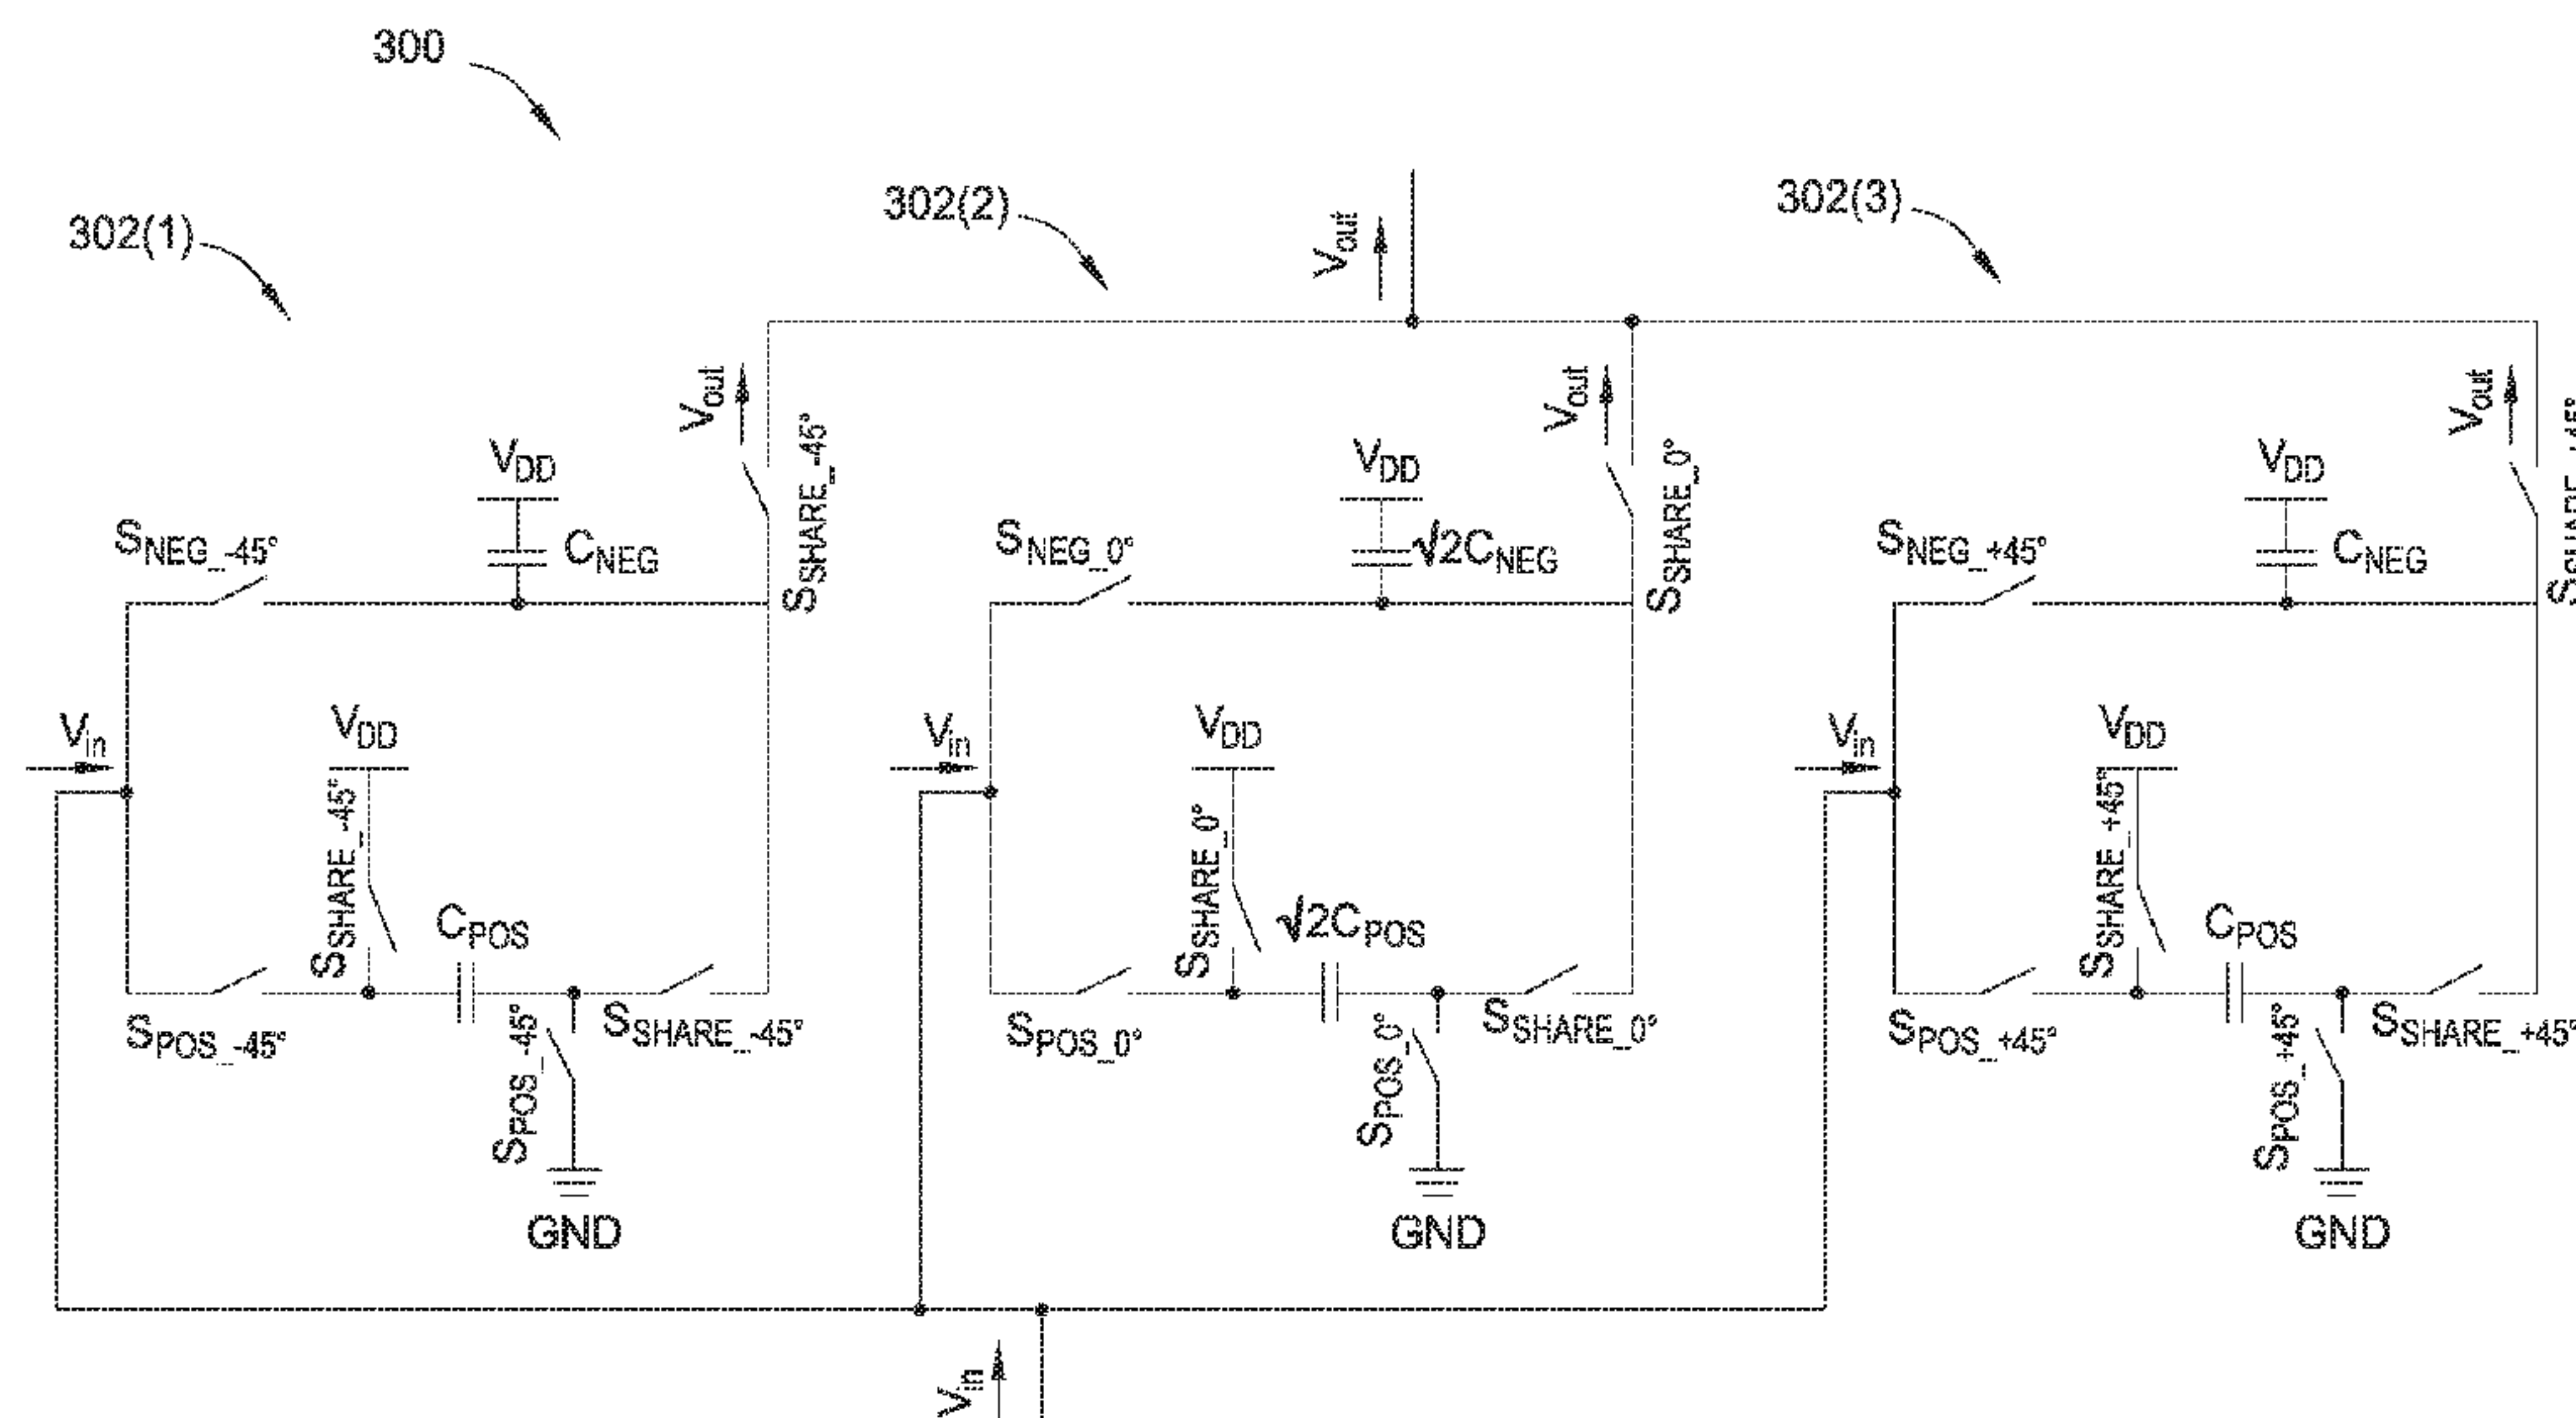 300
302(1)
302(2)
302(3)
Vout
Vout
Vout
Vout
VDD
VDD
VDD
SNEG_-45°
CNEG
SSHARE_-45°
SNEG_0°
√2CNEG
SSHARE_0°
SNEG_+45°
CNEG
SSHARE_+45°
Vin
VDD
Vin
VDD
Vin
VDD
SSHARE_-45°
CPOS
SSHARE_0°
√2CPOS
SSHARE_+45°
CPOS
SPOS_-45°
SPOS_-45°
SSHARE_-45°
SPOS_0°
SPOS_0°
SSHARE_0°
SPOS_+45°
SPOS_+45°
SSHARE_+45°
GND
GND
GND
Vin